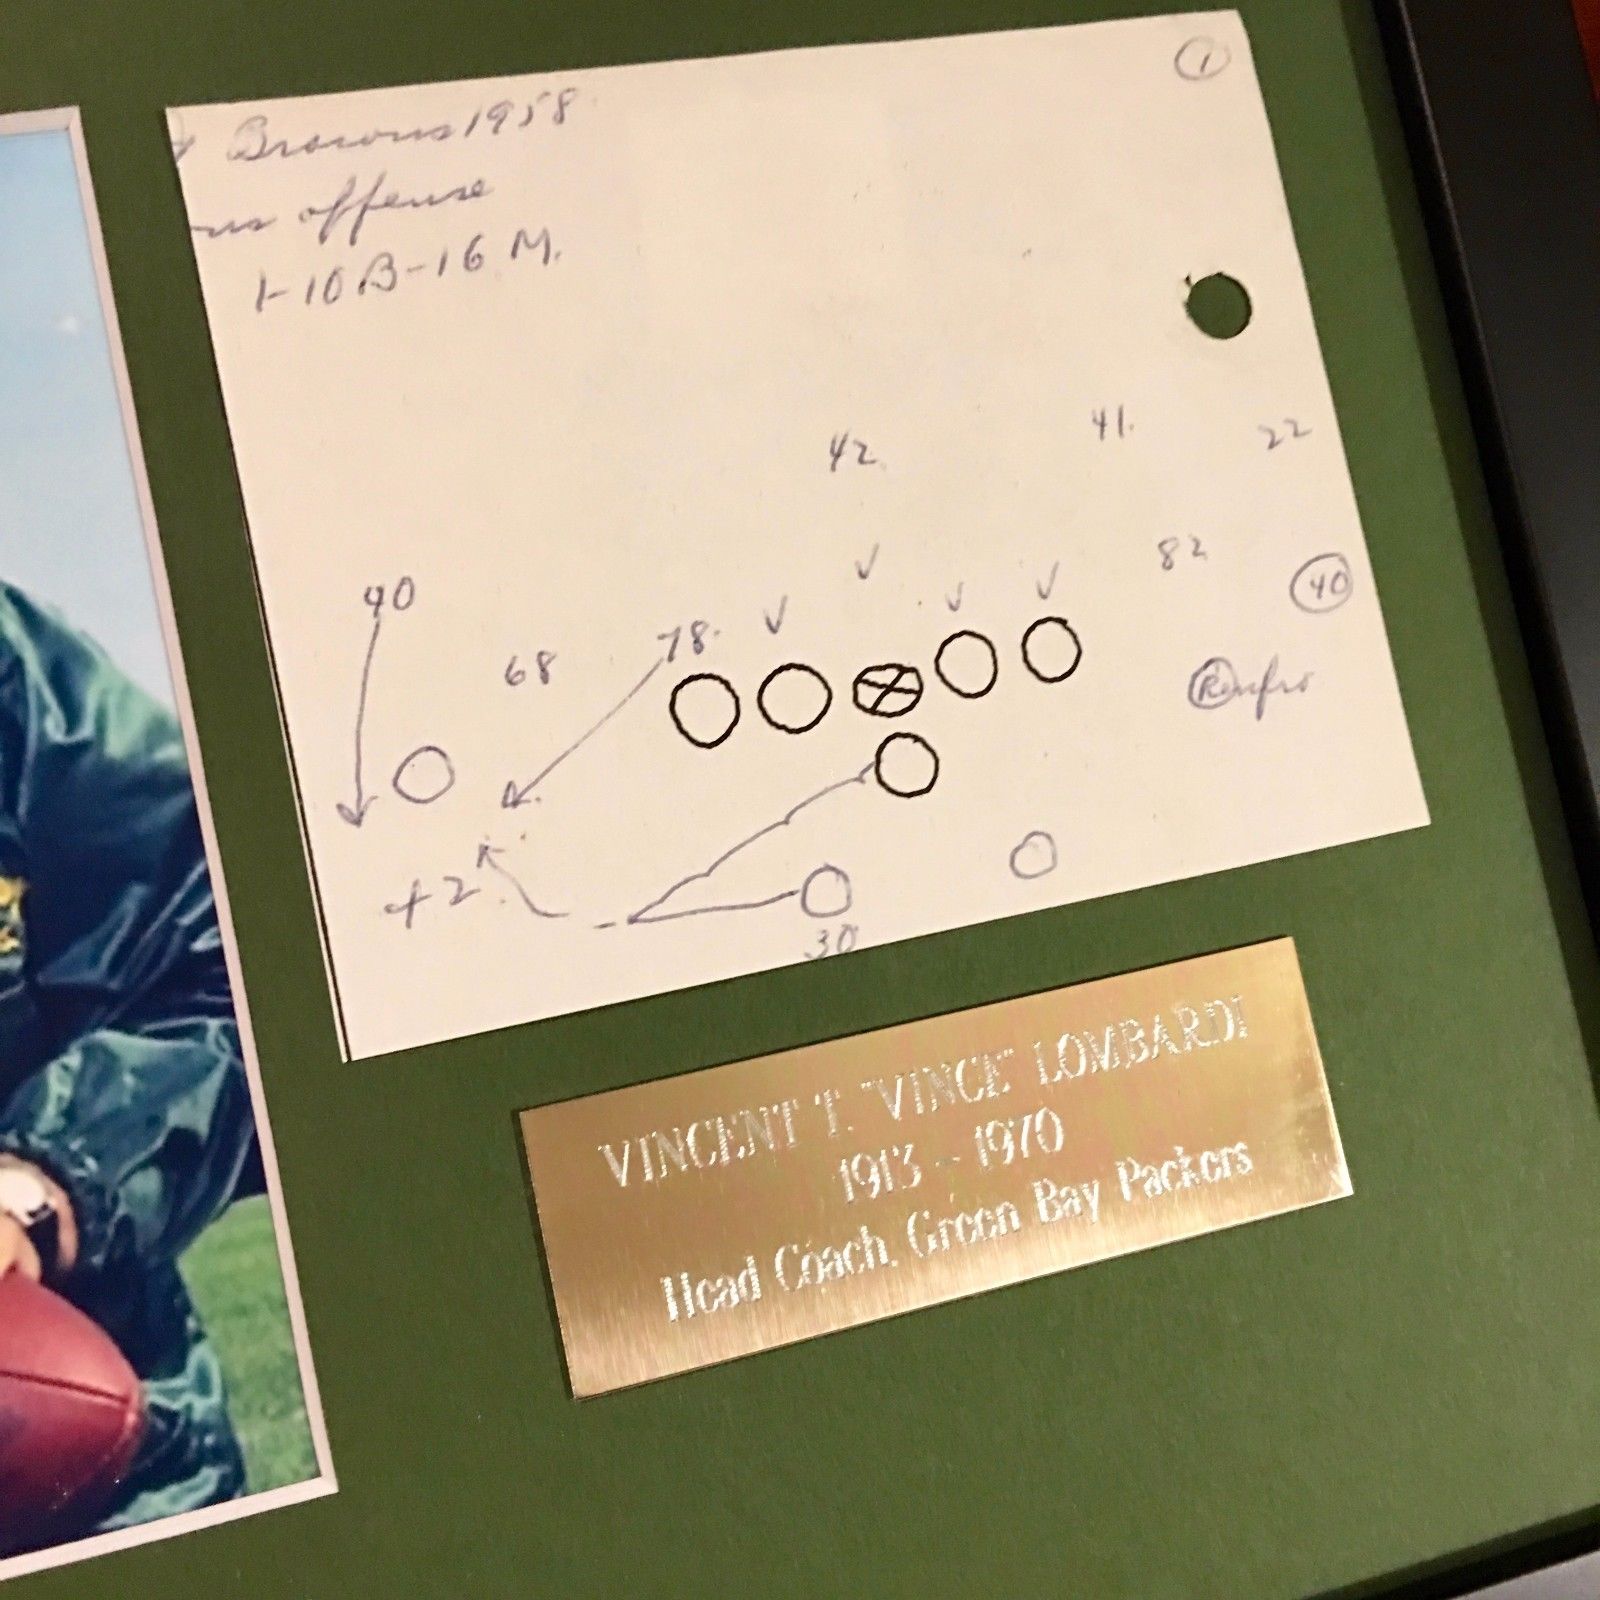 1
Browns 1958
offense
1-10 B-16 M.
42
41.
22
82
40
40
68
78.
Renfro
+2
30
VINCENT T. "VINCE" LOMBARDI
1913 - 1970
Head Coach, Green Bay Packers